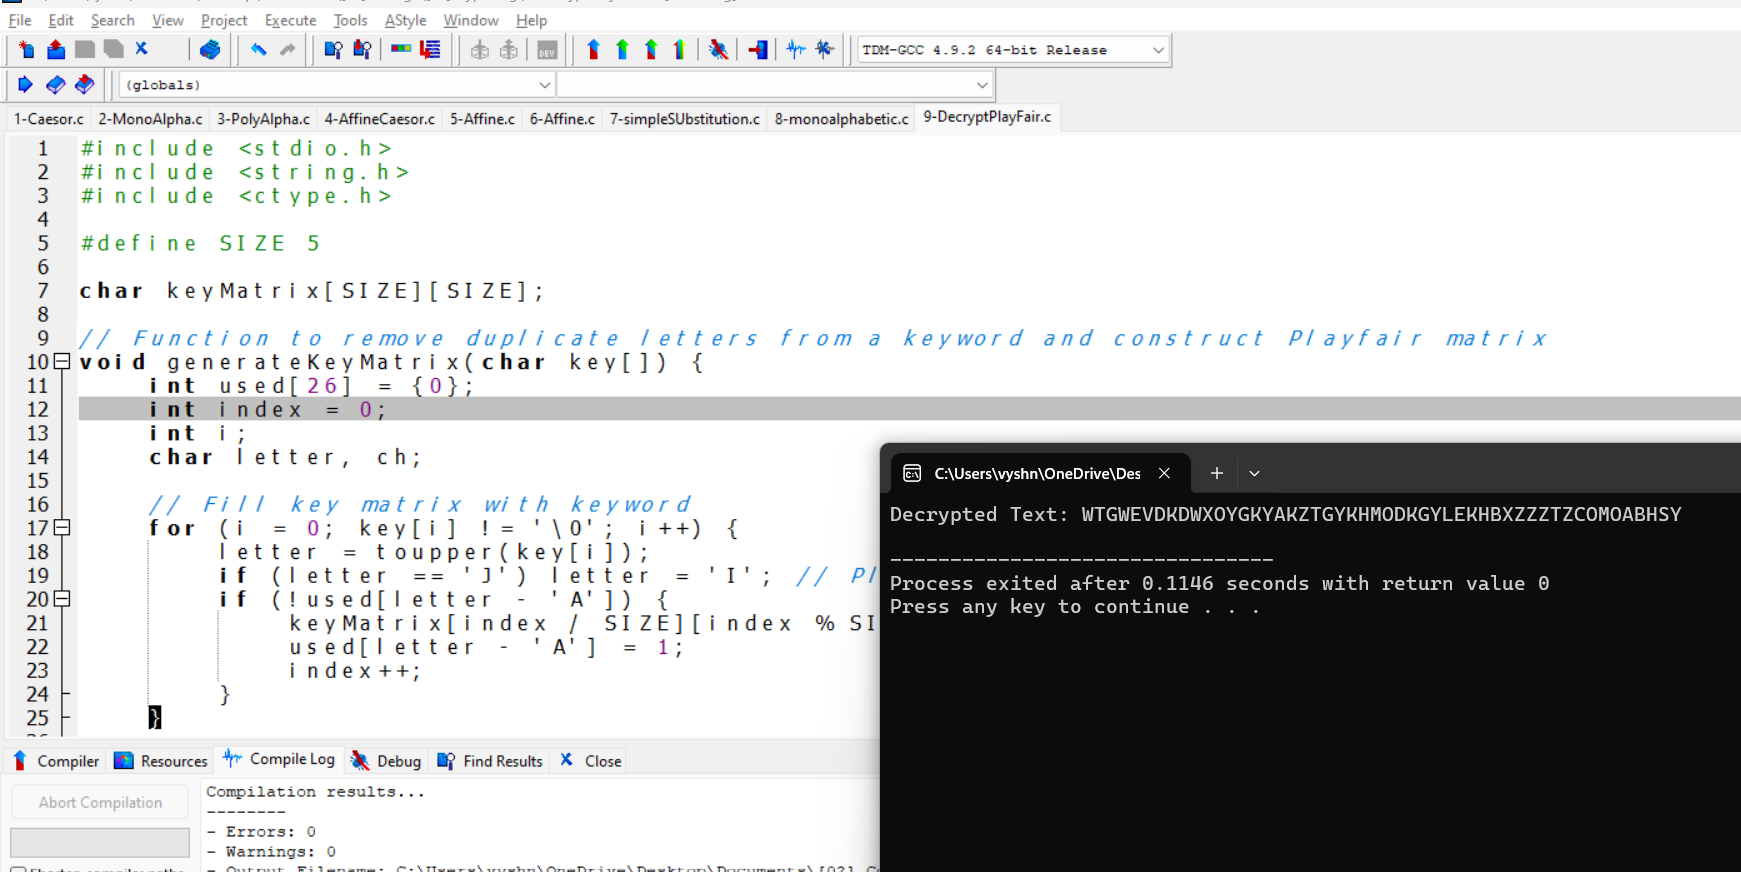 File Edit Search View Project Execute Tools AStyle Window Help
TDM-GCC 4.9.2 64-bit Release
(globals)
1-Caesor.c 2-MonoAlpha.c 3-PolyAlpha.c 4-AffineCaesor.c 5-Affine.c 6-Affine.c 7-simpleSUbstitution.c 8-monoalphabetic.c 9-DecryptPlayFair.c
1 #include <stdio.h>
2 #include <string.h>
3 #include <ctype.h>
4
5 #define SIZE 5
6
7 char keyMatrix[SIZE][SIZE];
8
9 // Function to remove duplicate letters from a keyword and construct Playfair matrix
10 void generateKeyMatrix(char key[]) {
11 int used[26] = {0};
12 int index = 0;
13 int i;
14 char letter, ch;
15
16 // Fill key matrix with keyword
17 for (i = 0; key[i] != '\0'; i++) {
18 letter = toupper(key[i]);
19 if (letter == 'J') letter = 'I'; // Pl
20 if (!used[letter - 'A']) {
21 keyMatrix[index / SIZE][index % SI
22 used[letter - 'A'] = 1;
23 index++;
24 }
25 }
C:\Users\vyshn\OneDrive\Des
Decrypted Text: WTGWEVDKDWXOYGKYAKZTGYKHMODKGYLEKHBXZZZTZCOMOABHSY
--------------------------------
Process exited after 0.1146 seconds with return value 0
Press any key to continue . . .
Compiler Resources Compile Log Debug Find Results Close
Abort Compilation
Compilation results...
--------
- Errors: 0
- Warnings: 0
- Output Filename: C:\Users\vyshn\OneDrive\Desktop\Documents\